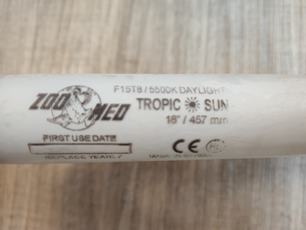 F15T8 / 5500K DAYLIGHT
ZOO MED
TROPIC SUN
18" / 457 mm
FIRST USE DATE
CE
REPLACE YEARLY